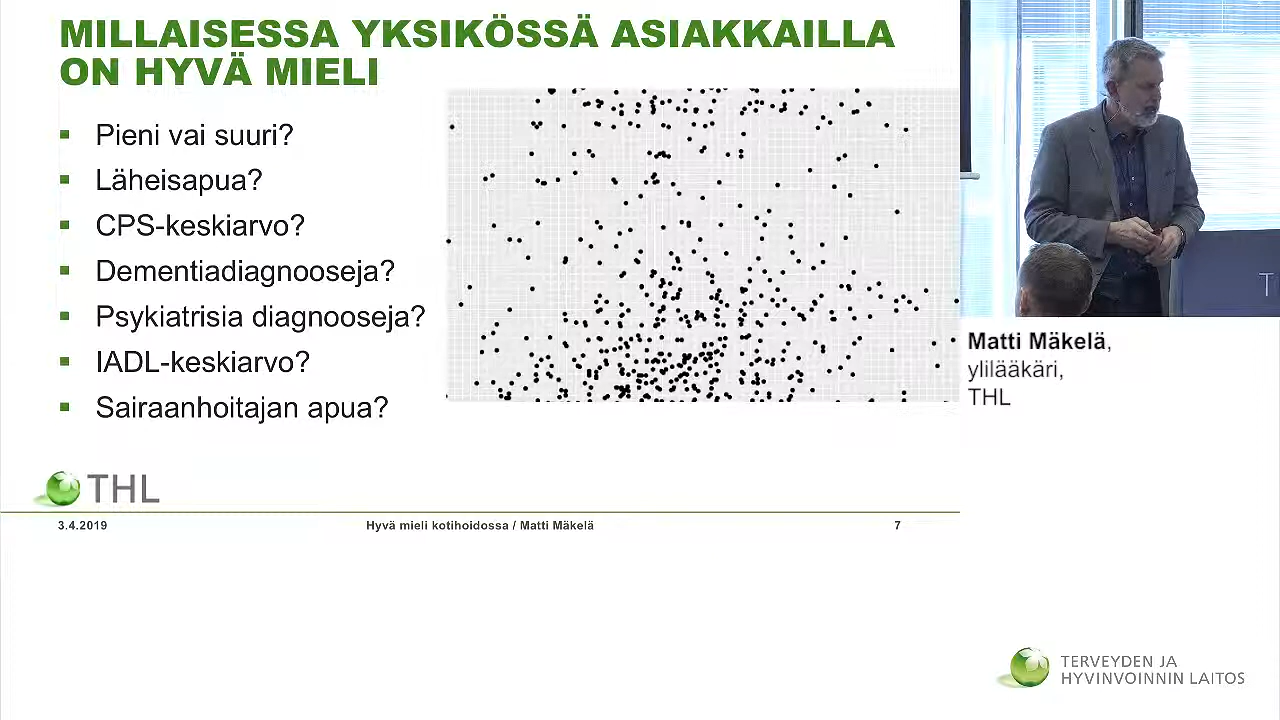 MILLAISESSA YKSIKÖSSÄ ASIAKKAILLA
ON HYVÄ MIELI
Pieni vai suuri?
Läheisapua?
CPS-keskiarvo?
Dementiadiagnooseja?
Psykiatrisia diagnooseja?
IADL-keskiarvo?
Sairaanhoitajan apua?
THL
3.4.2019
Hyvä mieli kotihoidossa / Matti Mäkelä
7
T
Matti Mäkelä,
ylilääkäri,
THL
TERVEYDEN JA
HYVINVOINNIN LAITOS